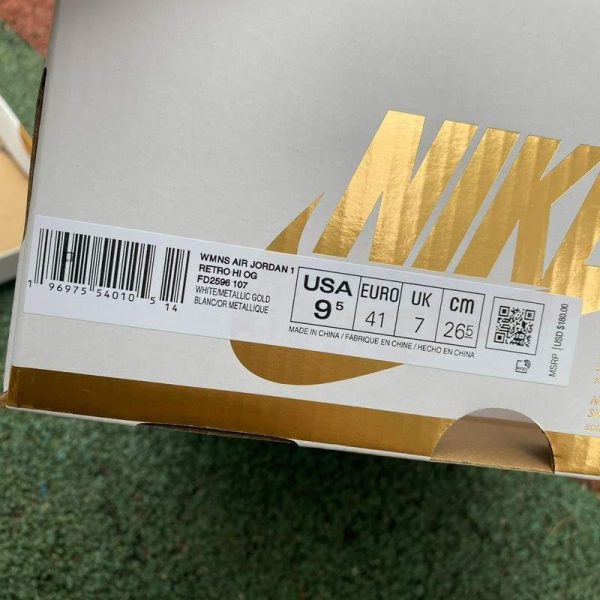 NIKE
WMNS AIR JORDAN 1
RETRO HI OG
FD2596 107
WHITE/METALLIC GOLD
BLANC/OR METALLIQUE
1 96975 54010 5 14
USA
9.5
EURO
41
UK
7
cm
26.5
MADE IN CHINA / FABRIQUE EN CHINE / HECHO EN CHINA
MSRP | USD $180.00